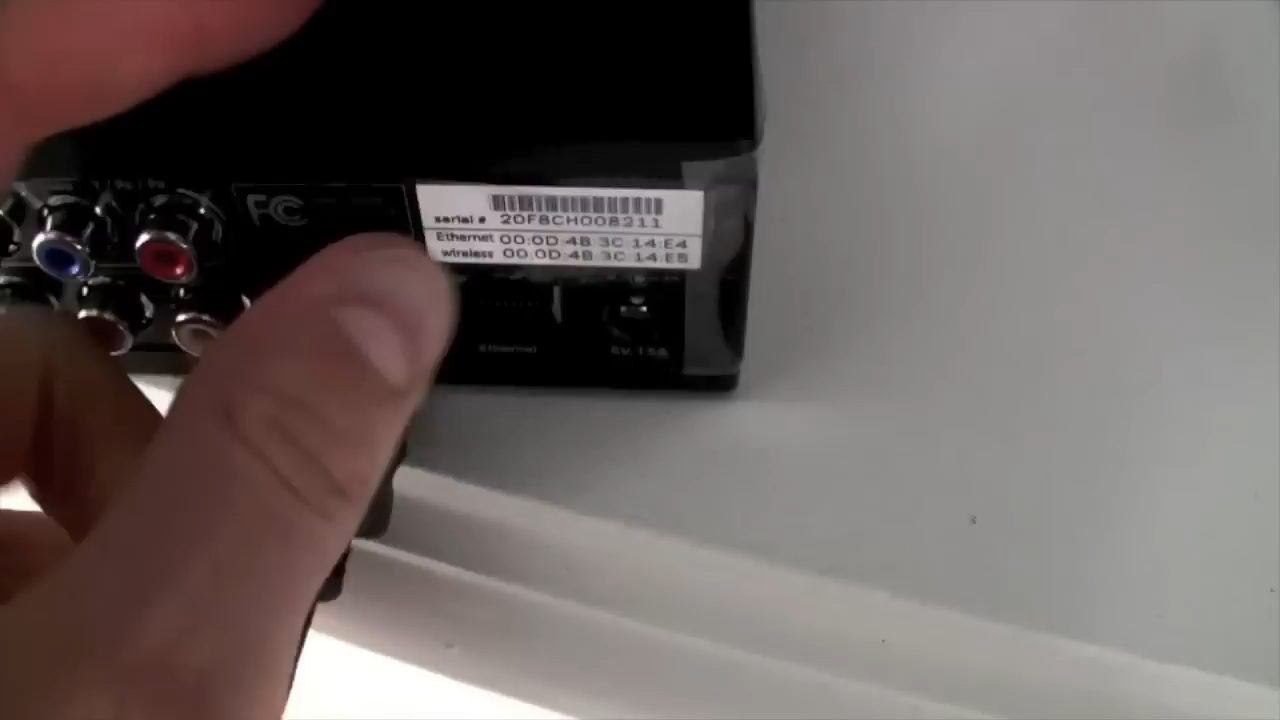 FC
serial # 20F8CH008211
Ethernet 00:0D:4B:3C:14:E4
wireless 00:0D:4B:3C:14:E5
Ethernet